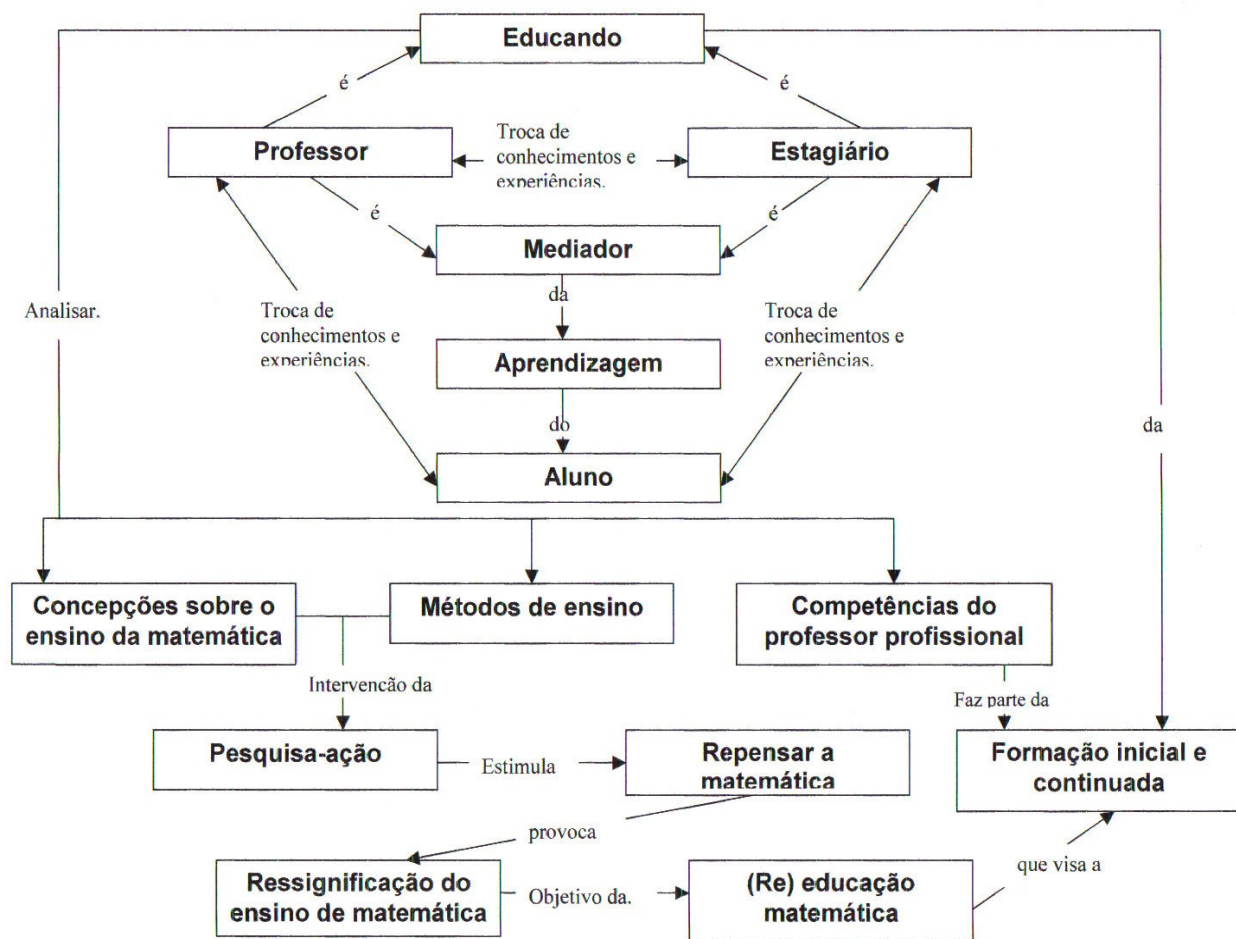 Educando
é
é
Professor
Troca de
conhecimentos e
experiências.
Estagiário
é
é
Mediador
da
Analisar.
Troca de
conhecimentos e
experiências.
Troca de
conhecimentos e
experiências.
Aprendizagem
do
da
Aluno
Concepções sobre o
ensino da matemática
Métodos de ensino
Competências do
professor profissional
Intervenção da
Faz parte da
Pesquisa-ação
Estimula
Repensar a
matemática
Formação inicial e
continuada
provoca
que visa a
Ressignificação do
ensino de matemática
Objetivo da.
(Re) educação
matemática